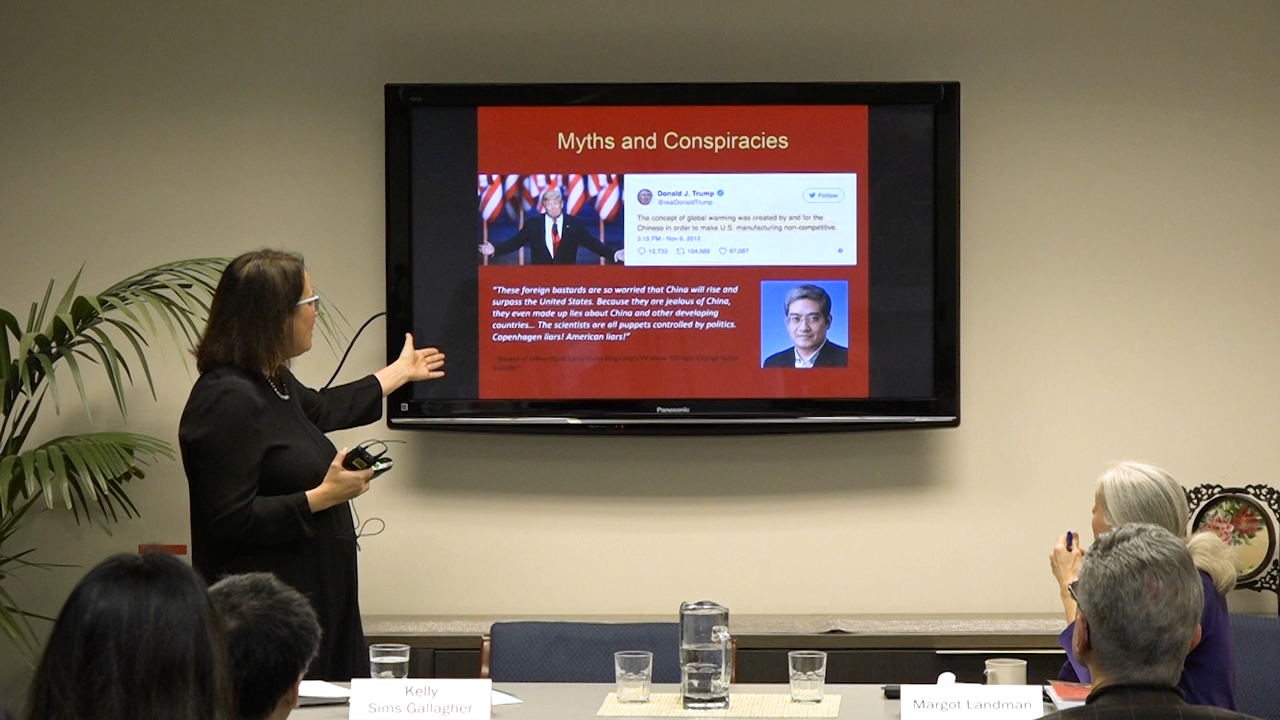 Myths and Conspiracies
Donald J. Trump
@realDonaldTrump
Follow
The concept of global warming was created by and for the
Chinese in order to make U.S. manufacturing non-competitive.
3:15 PM - Nov 6, 2012
"These foreign bastards are so worried that China will rise and
surpass the United States. Because they are jealous of China,
they even made up lies about China and other developing
countries... The scientists are all puppets controlled by politics.
Copenhagen liars! American liars!"
Panasonic
Kelly
Sims Gallagher
Margot Landman